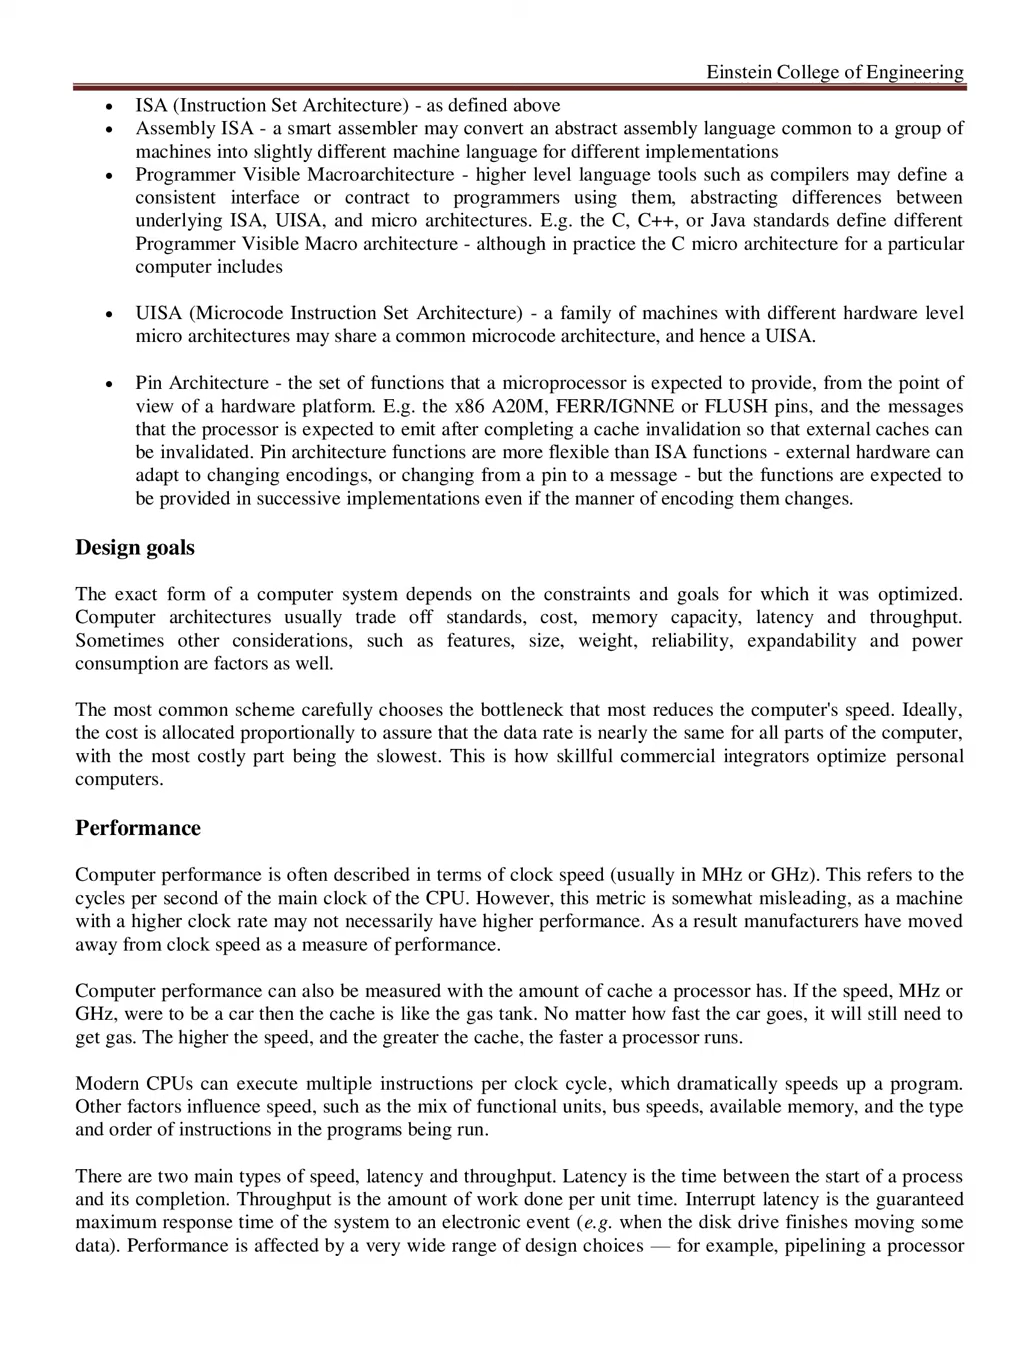 Einstein College of Engineering
• ISA (Instruction Set Architecture) - as defined above
• Assembly ISA - a smart assembler may convert an abstract assembly language common to a group of
machines into slightly different machine language for different implementations
• Programmer Visible Macroarchitecture - higher level language tools such as compilers may define a
consistent interface or contract to programmers using them, abstracting differences between
underlying ISA, UISA, and micro architectures. E.g. the C, C++, or Java standards define different
Programmer Visible Macro architecture - although in practice the C micro architecture for a particular
computer includes
• UISA (Microcode Instruction Set Architecture) - a family of machines with different hardware level
micro architectures may share a common microcode architecture, and hence a UISA.
• Pin Architecture - the set of functions that a microprocessor is expected to provide, from the point of
view of a hardware platform. E.g. the x86 A20M, FERR/IGNNE or FLUSH pins, and the messages
that the processor is expected to emit after completing a cache invalidation so that external caches can
be invalidated. Pin architecture functions are more flexible than ISA functions - external hardware can
adapt to changing encodings, or changing from a pin to a message - but the functions are expected to
be provided in successive implementations even if the manner of encoding them changes.
Design goals
The exact form of a computer system depends on the constraints and goals for which it was optimized.
Computer architectures usually trade off standards, cost, memory capacity, latency and throughput.
Sometimes other considerations, such as features, size, weight, reliability, expandability and power
consumption are factors as well.
The most common scheme carefully chooses the bottleneck that most reduces the computer's speed. Ideally,
the cost is allocated proportionally to assure that the data rate is nearly the same for all parts of the computer,
with the most costly part being the slowest. This is how skillful commercial integrators optimize personal
computers.
Performance
Computer performance is often described in terms of clock speed (usually in MHz or GHz). This refers to the
cycles per second of the main clock of the CPU. However, this metric is somewhat misleading, as a machine
with a higher clock rate may not necessarily have higher performance. As a result manufacturers have moved
away from clock speed as a measure of performance.
Computer performance can also be measured with the amount of cache a processor has. If the speed, MHz or
GHz, were to be a car then the cache is like the gas tank. No matter how fast the car goes, it will still need to
get gas. The higher the speed, and the greater the cache, the faster a processor runs.
Modern CPUs can execute multiple instructions per clock cycle, which dramatically speeds up a program.
Other factors influence speed, such as the mix of functional units, bus speeds, available memory, and the type
and order of instructions in the programs being run.
There are two main types of speed, latency and throughput. Latency is the time between the start of a process
and its completion. Throughput is the amount of work done per unit time. Interrupt latency is the guaranteed
maximum response time of the system to an electronic event (e.g. when the disk drive finishes moving some
data). Performance is affected by a very wide range of design choices — for example, pipelining a processor